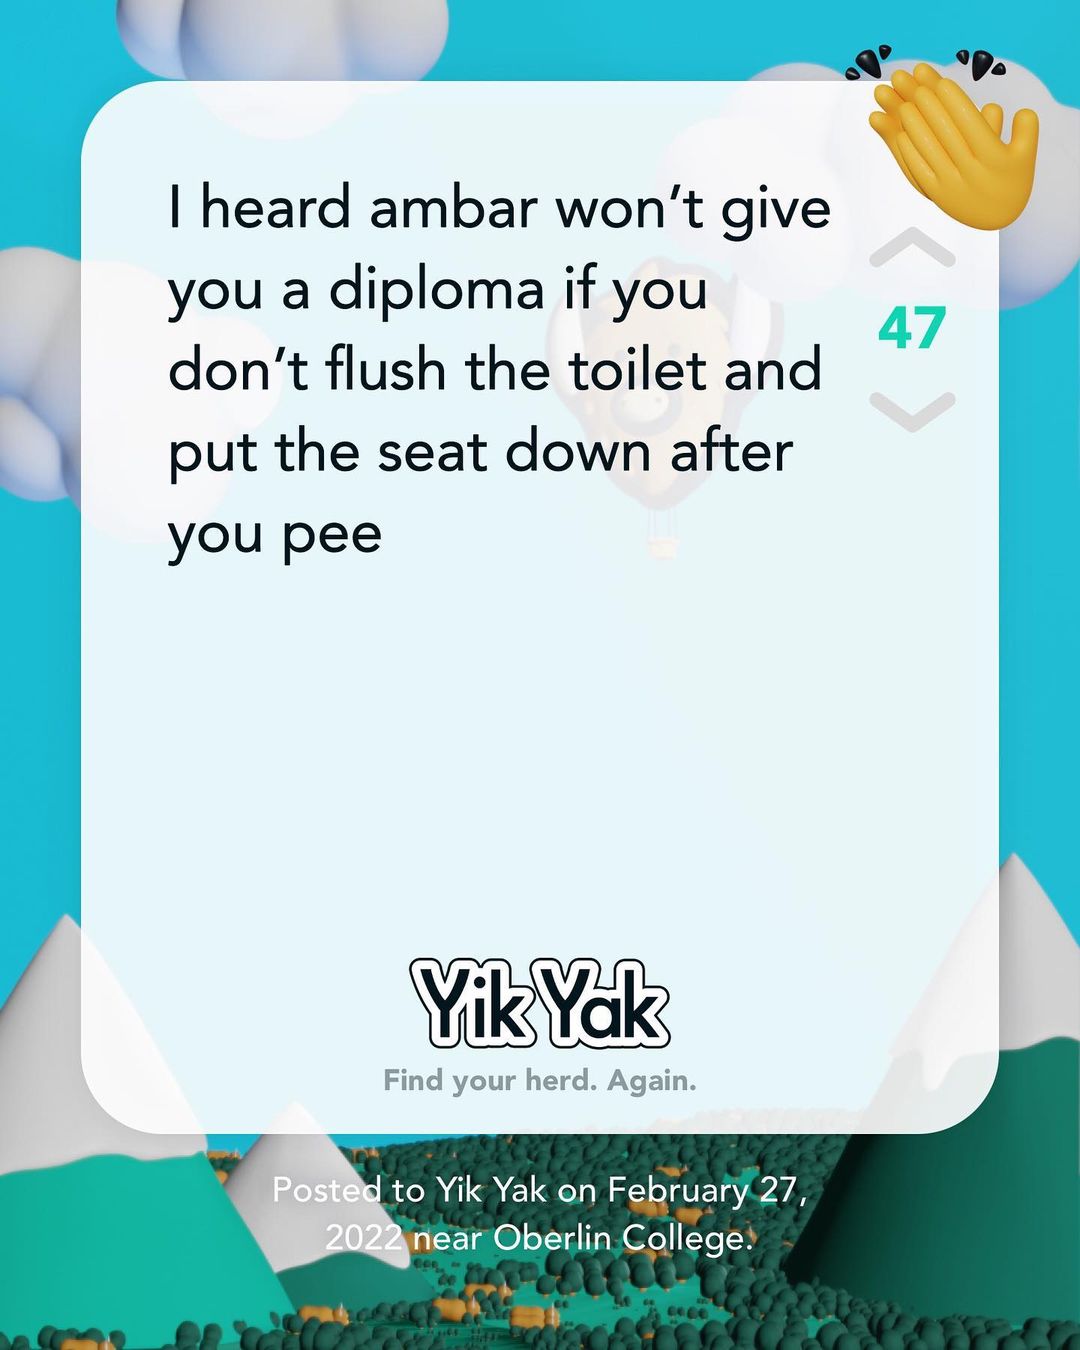 I heard ambar won’t give
you a diploma if you
don’t flush the toilet and
put the seat down after
you pee
47
Yik Yak
Find your herd. Again.
Posted to Yik Yak on February 27,
2022 near Oberlin College.